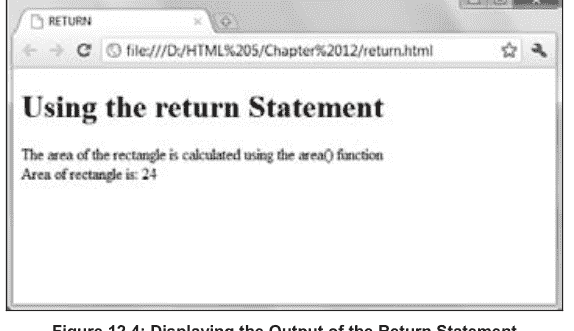 RETURN
file:///D:/HTML%205/Chapter%2012/return.html
Using the return Statement
The area of the rectangle is calculated using the area() function
Area of rectangle is: 24
Figure 12.4: Displaying the Output of the Return Statement